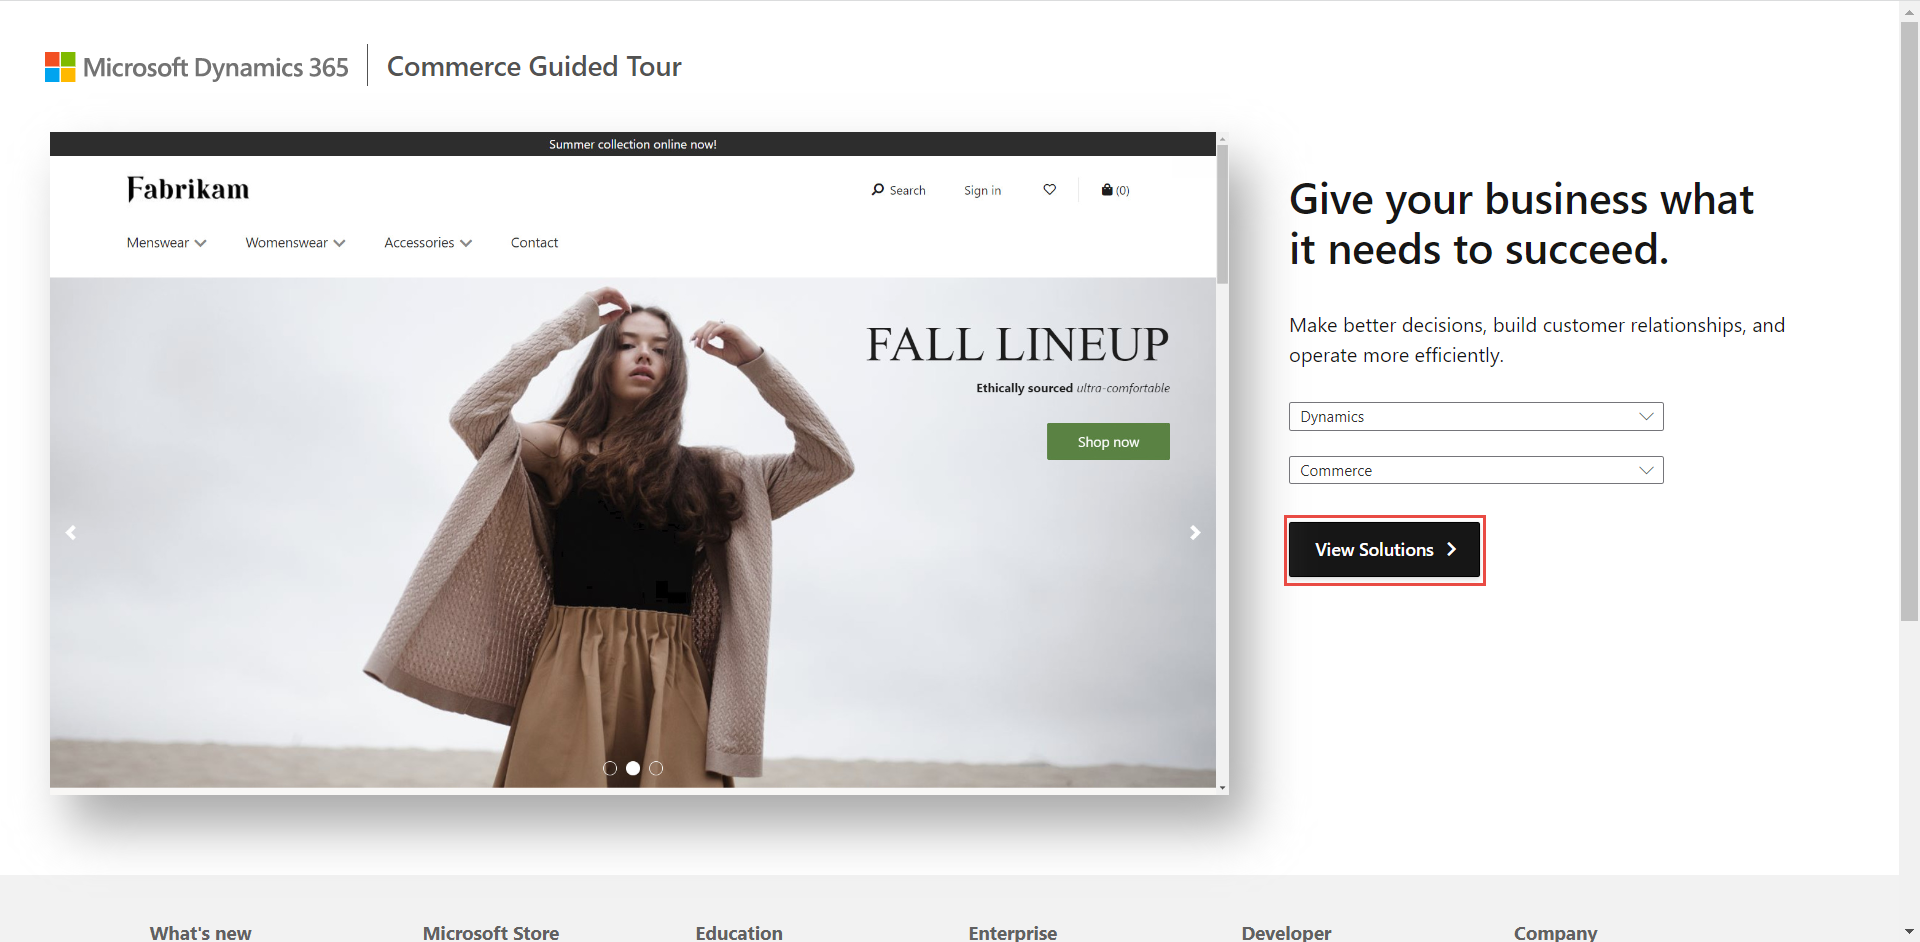 Microsoft Dynamics 365
Commerce Guided Tour
Summer collection online now!
Fabrikam
Search
Sign in
(0)
Menswear
Womenswear
Accessories
Contact
FALL LINEUP
Ethically sourced ultra-comfortable
Shop now
Give your business what
it needs to succeed.
Make better decisions, build customer relationships, and
operate more efficiently.
Dynamics
Commerce
View Solutions
What's new
Microsoft Store
Education
Enterprise
Developer
Company